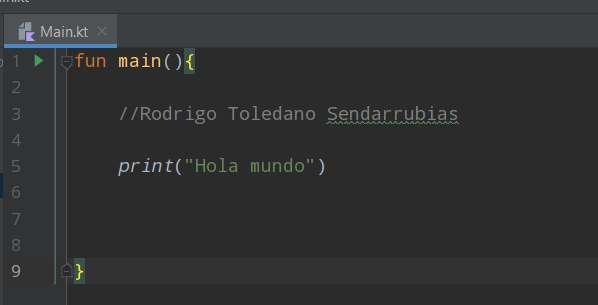 Main.kt
1 fun main(){
2
3 //Rodrigo Toledano Sendarrubias
4
5 print("Hola mundo")
6
7
8
9 }